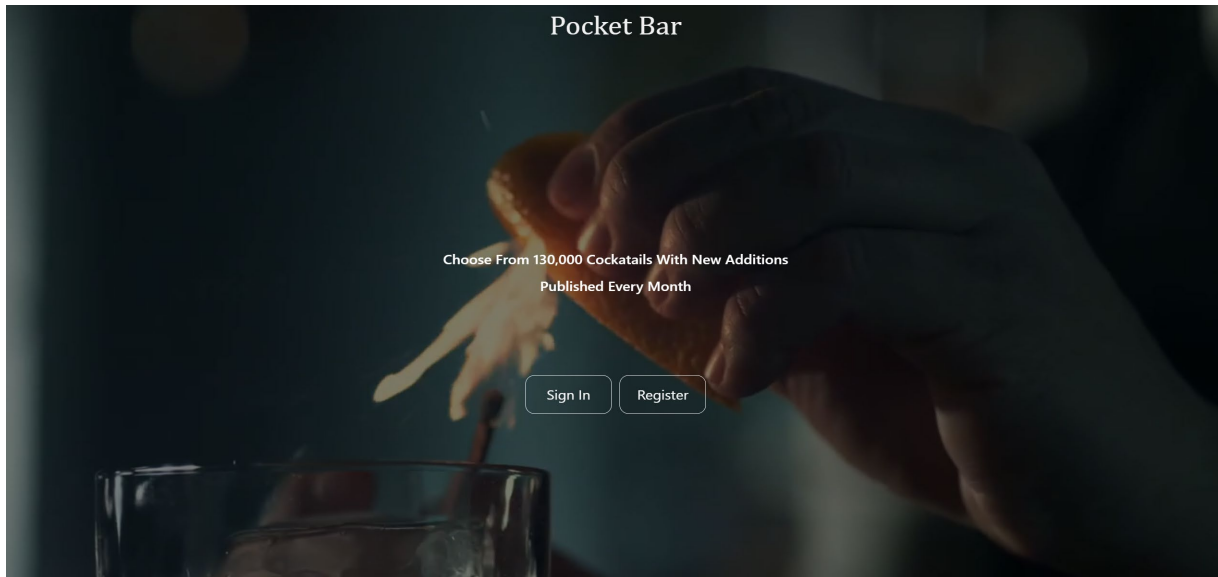 Pocket Bar
Choose From 130,000 Cockatails With New Additions
Published Every Month
Sign In
Register